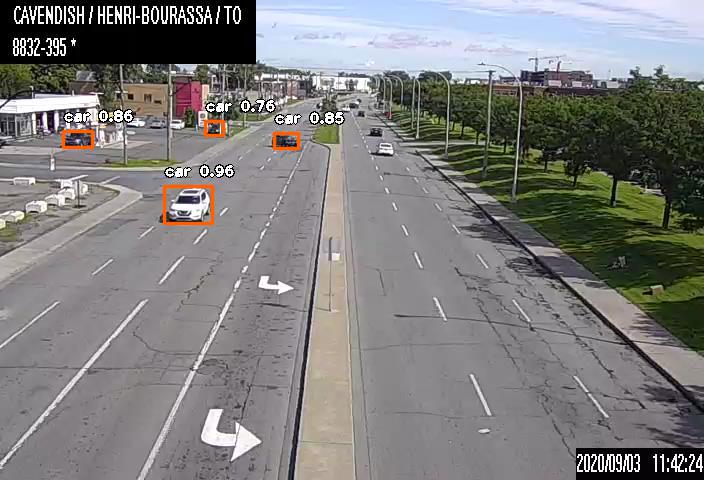 CAVENDISH / HENRI-BOURASSA / TO
8832-395 *
car 0.86
car 0.76
car 0.85
car 0.96
2020/09/03 11:42:24